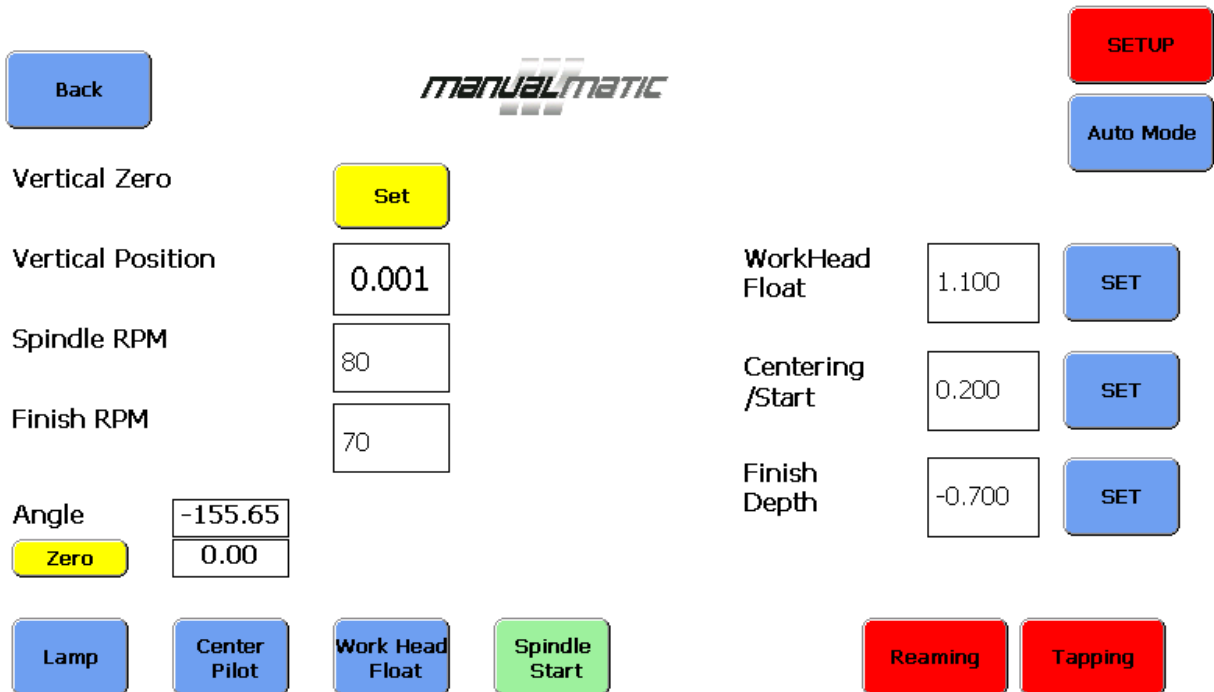 SETUP
Back
manualmatic
Auto Mode
Vertical Zero
Set
Vertical Position
0.001
WorkHead
Float
1.100
SET
Spindle RPM
80
Centering
/Start
0.200
SET
Finish RPM
70
Finish
Depth
-0.700
SET
Angle
-155.65
Zero
0.00
Lamp
Center
Pilot
Work Head
Float
Spindle
Start
Reaming
Tapping